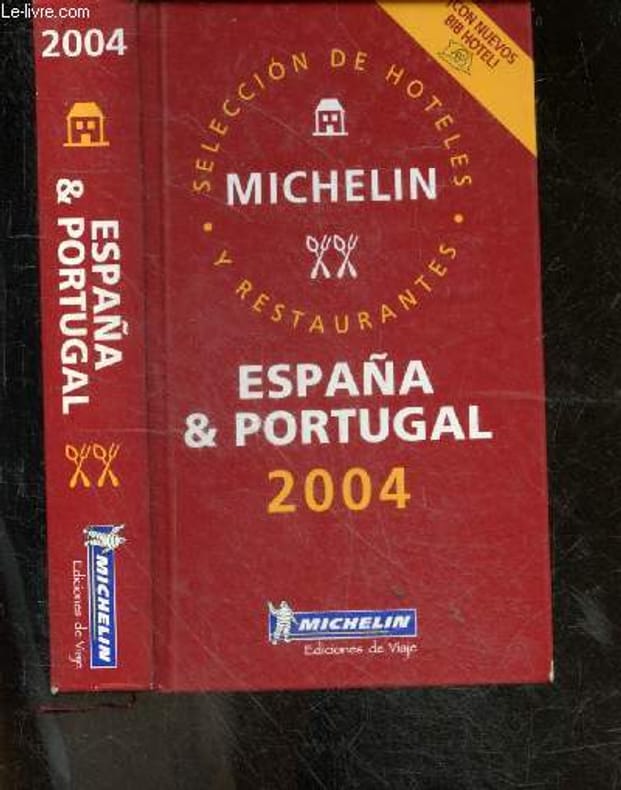 Le-livre.com
2004
ESPAÑA
& PORTUGAL
MICHELIN
Ediciones de Viaje
¡CON NUEVOS
BIB HOTEL!
SELECCIÓN DE HOTELES
MICHELIN
• Y RESTAURANTES •
ESPAÑA
& PORTUGAL
2004
MICHELIN
Ediciones de Viaje